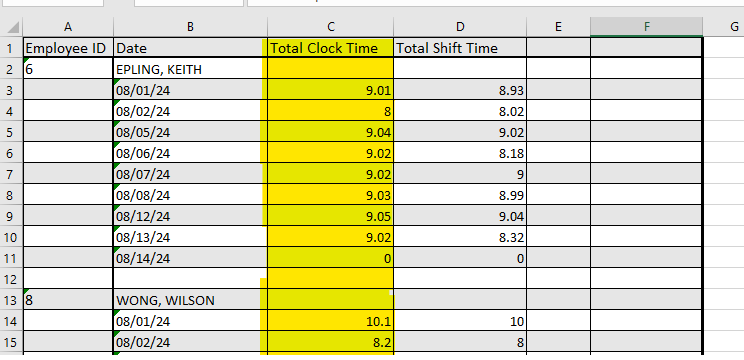 A B C D E F G
1 Employee ID Date Total Clock Time Total Shift Time
2 6 EPLING, KEITH
3 08/01/24 9.01 8.93
4 08/02/24 8 8.02
5 08/05/24 9.04 9.02
6 08/06/24 9.02 8.18
7 08/07/24 9.02 9
8 08/08/24 9.03 8.99
9 08/12/24 9.05 9.04
10 08/13/24 9.02 8.32
11 08/14/24 0 0
12
13 8 WONG, WILSON
14 08/01/24 10.1 10
15 08/02/24 8.2 8